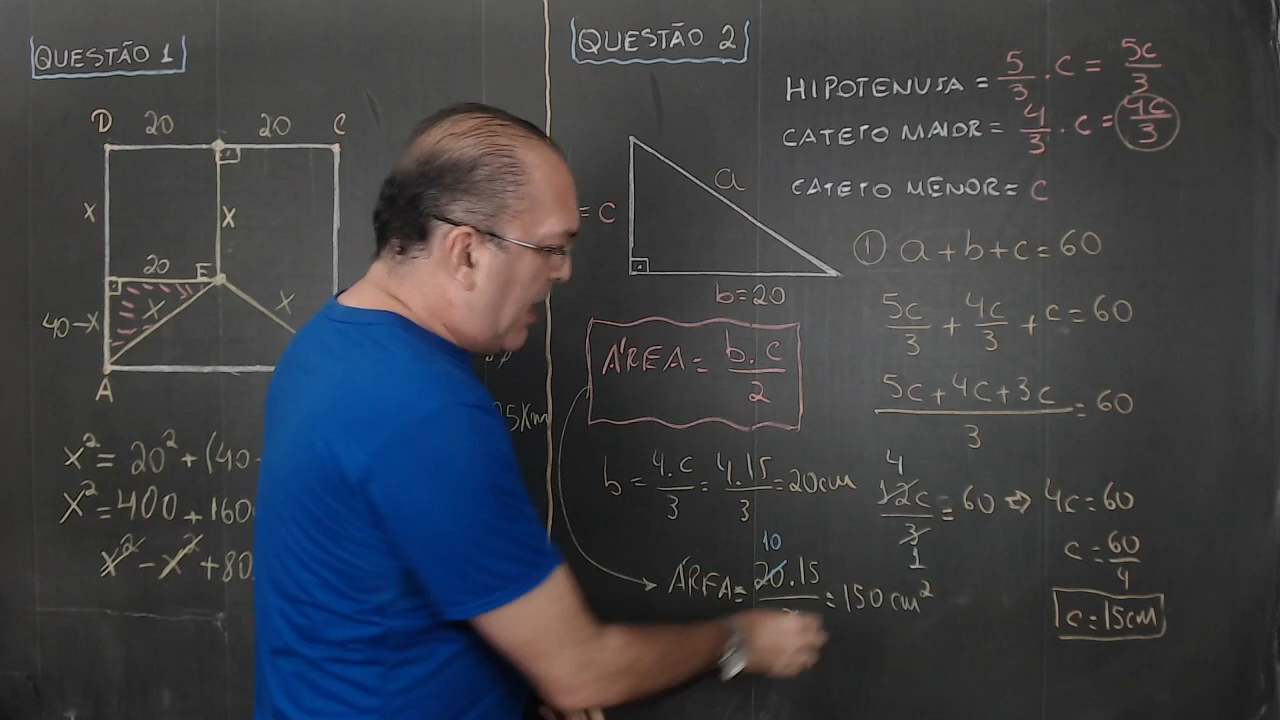 QUESTÃO 1
D 20 20 C
X X
20 E
40-X X X
A
X² = 20² + (40-
X² = 400 + 160
X² - X² + 80
25Km
QUESTÃO 2
HIPOTENUSA = 5/3 . C = 5C/3
CATETO MAIOR = 4/3 . C = 4C/3
CATETO MENOR = C
= C a
b = 20
ÁREA = b.c/2
b = 4.C/3 = 4.15/3 = 20cm
10
ÁREA = 20.15/2 = 150 cm²
① a + b + c = 60
5C/3 + 4C/3 + C = 60
5C + 4C + 3C/3 = 60
4
12C/3 = 60 ⇒ 4C = 60
1
C = 60/4
C = 15cm